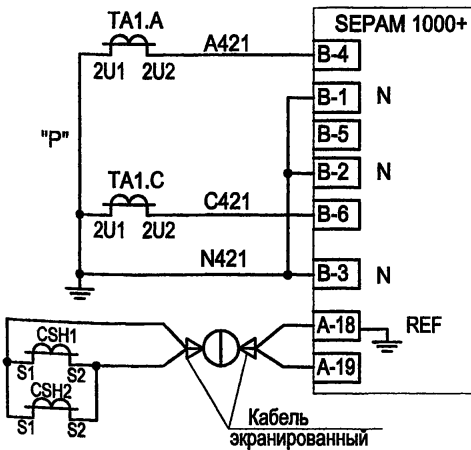 TA1.A
SEPAM 1000+
A421
B-4
2U1 2U2
B-1 N
"P"
B-5
TA1.C
B-2 N
C421
B-6
2U1 2U2
N421
B-3 N
A-18 REF
CSH1
S1 S2
CSH2
A-19
S1 S2
Кабель
экранированный